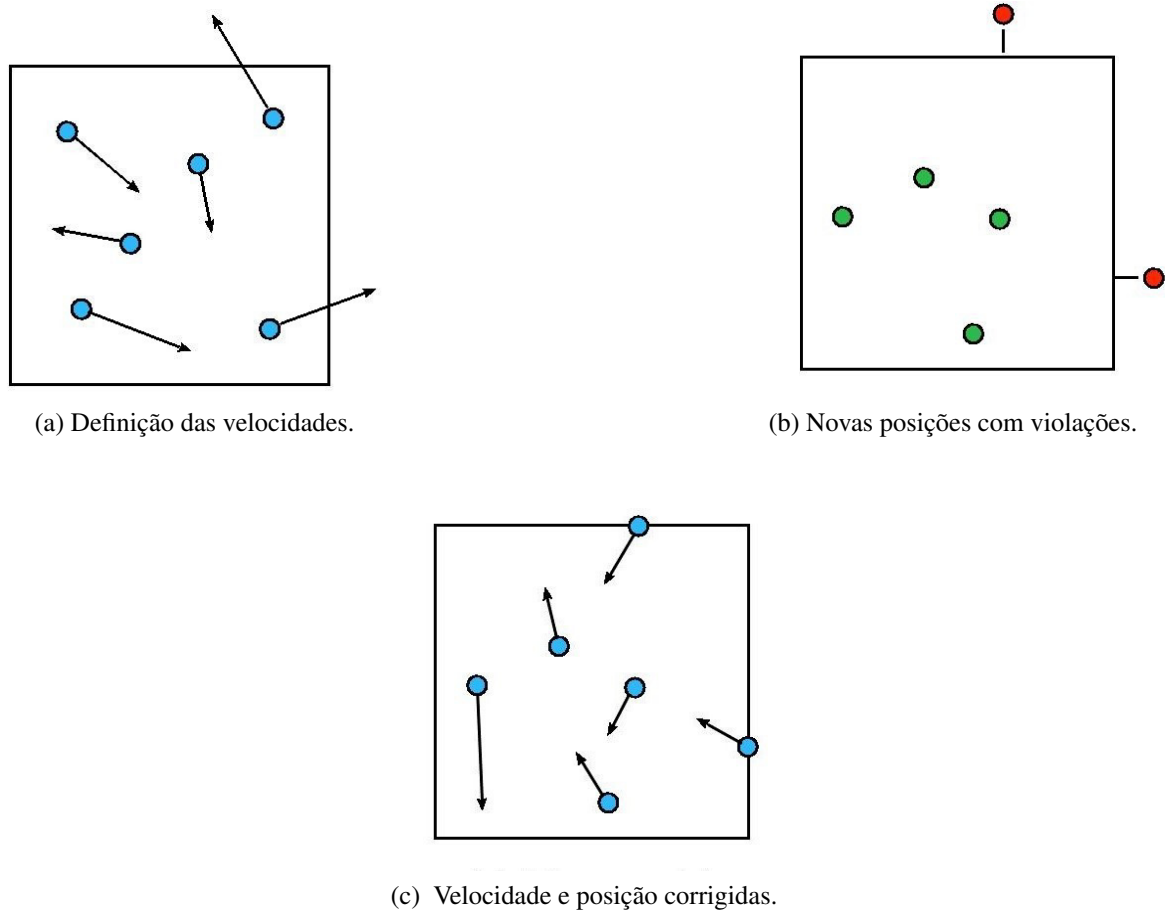 (a) Definição das velocidades.
(b) Novas posições com violações.
(c) Velocidade e posição corrigidas.